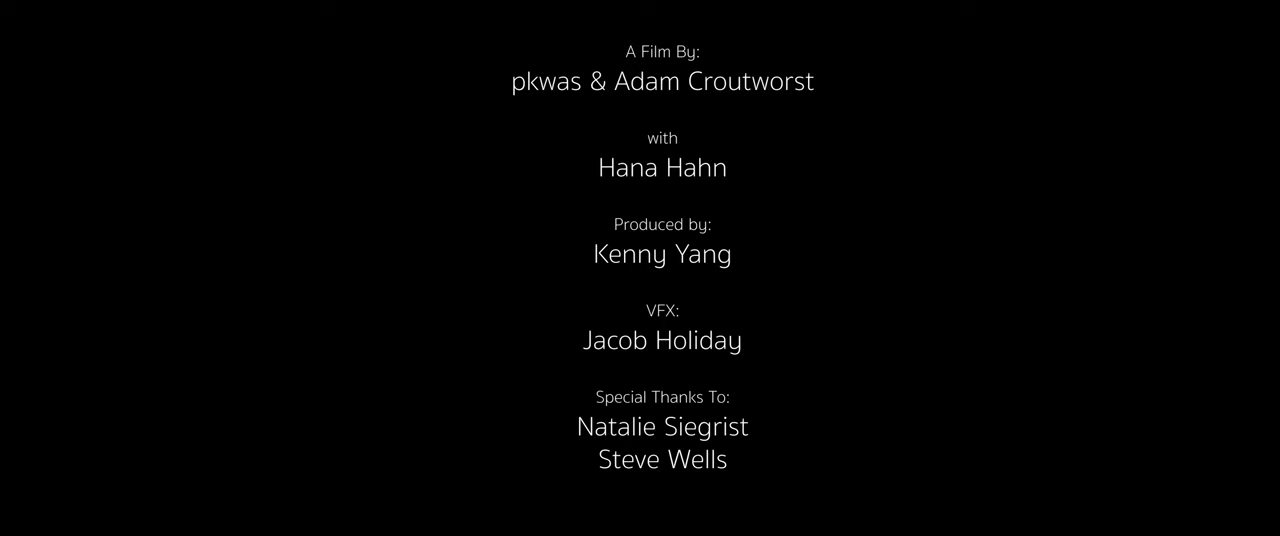 A Film By:
pkwas & Adam Croutworst
with
Hana Hahn
Produced by:
Kenny Yang
VFX:
Jacob Holiday
Special Thanks To:
Natalie Siegrist
Steve Wells